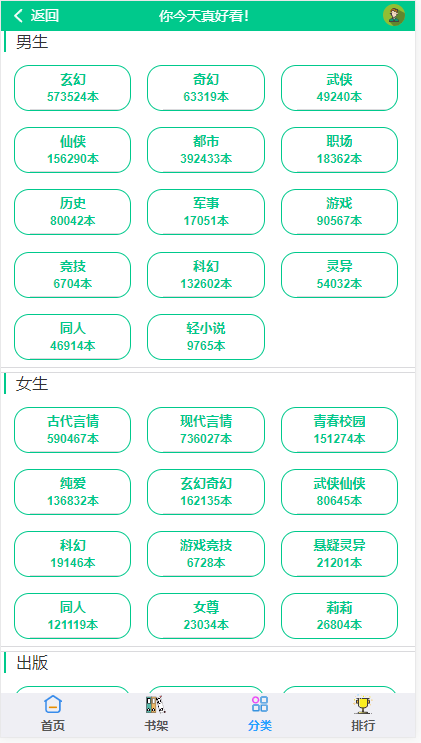 返回 你今天真好看！
男生
玄幻 奇幻 武侠
573524本 63319本 49240本
仙侠 都市 职场
156290本 392433本 18362本
历史 军事 游戏
80042本 17051本 90567本
竞技 科幻 灵异
6704本 132602本 54032本
同人 轻小说
46914本 9765本
女生
古代言情 现代言情 青春校园
590467本 736027本 151274本
纯爱 玄幻奇幻 武侠仙侠
136832本 162135本 80645本
科幻 游戏竞技 悬疑灵异
19146本 6728本 21201本
同人 女尊 莉莉
121119本 23034本 26804本
出版
首页 书架 分类 排行